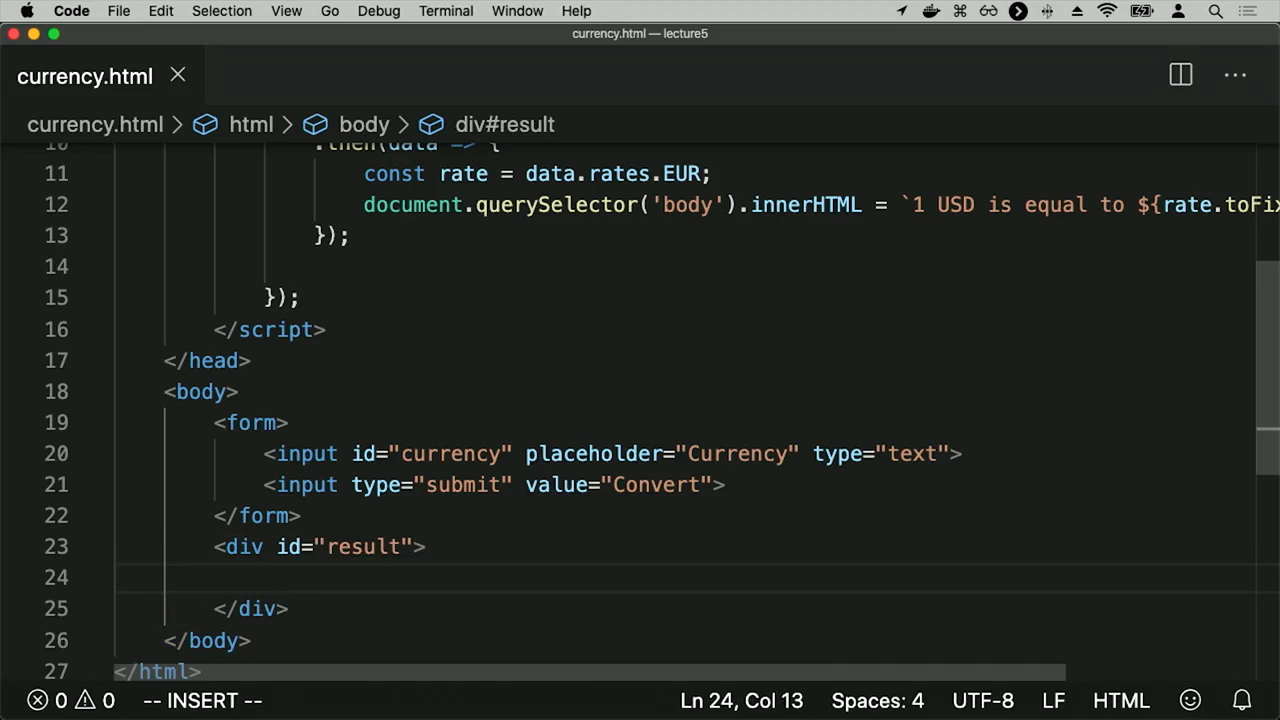 Code File Edit Selection View Go Debug Terminal Window Help
currency.html — lecture5
currency.html
currency.html > html > body > div#result
10 .then(data => {
11 const rate = data.rates.EUR;
12 document.querySelector('body').innerHTML = `1 USD is equal to ${rate.toFix
13 });
14
15 });
16 </script>
17 </head>
18 <body>
19 <form>
20 <input id="currency" placeholder="Currency" type="text">
21 <input type="submit" value="Convert">
22 </form>
23 <div id="result">
24
25 </div>
26 </body>
27 </html>
0 0 -- INSERT -- Ln 24, Col 13 Spaces: 4 UTF-8 LF HTML